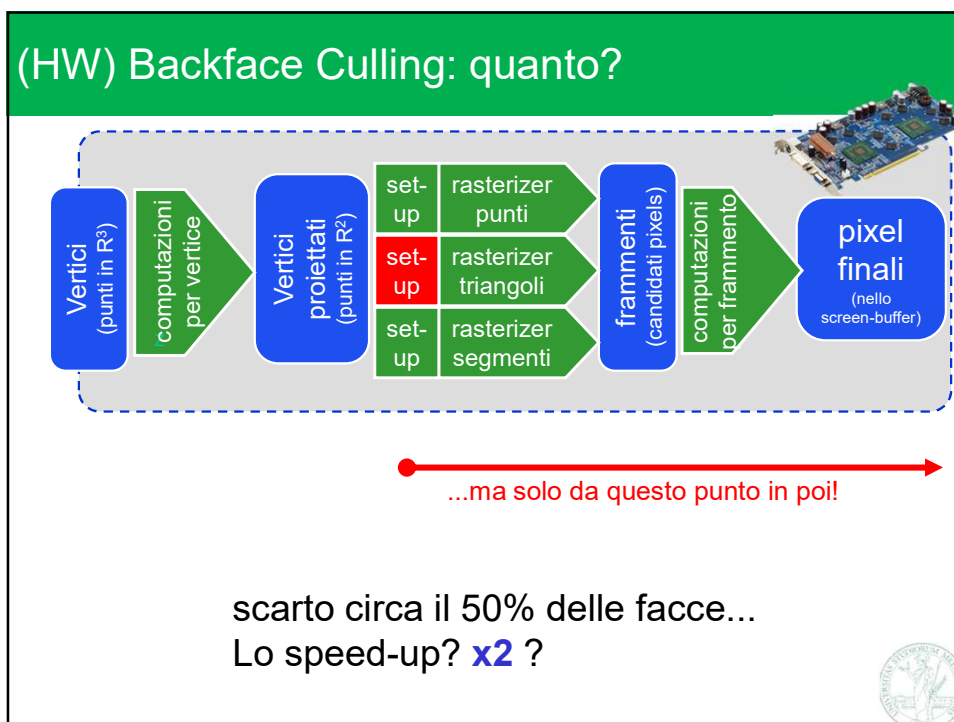 (HW) Backface Culling: quanto?
Vertici
(punti in R³)
computazioni
per vertice
Vertici
proiettati
(punti in R²)
set-
up
rasterizer
punti
set-
up
rasterizer
triangoli
set-
up
rasterizer
segmenti
frammenti
(candidati pixels)
computazioni
per frammento
pixel
finali
(nello
screen-buffer)
...ma solo da questo punto in poi!
scarto circa il 50% delle facce...
Lo speed-up? x2 ?